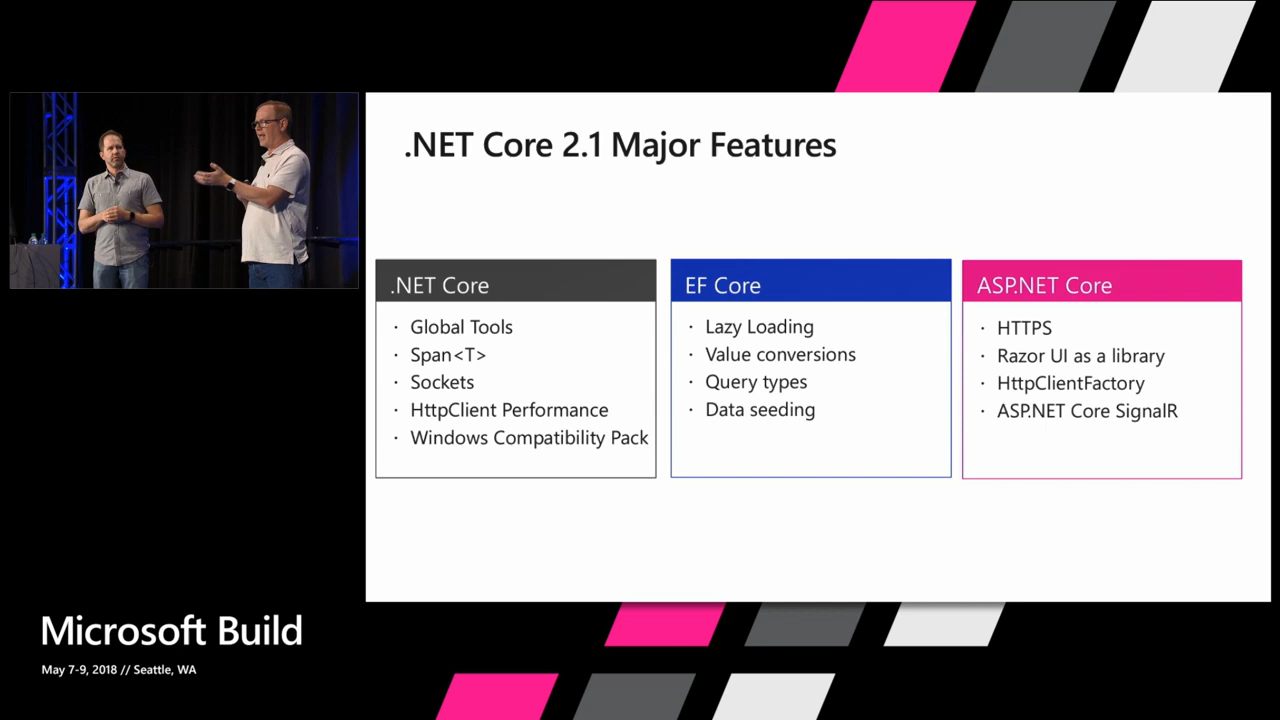 .NET Core 2.1 Major Features
.NET Core
· Global Tools
· Span<T>
· Sockets
· HttpClient Performance
· Windows Compatibility Pack
EF Core
· Lazy Loading
· Value conversions
· Query types
· Data seeding
ASP.NET Core
· HTTPS
· Razor UI as a library
· HttpClientFactory
· ASP.NET Core SignalR
Microsoft Build
May 7-9, 2018 // Seattle, WA